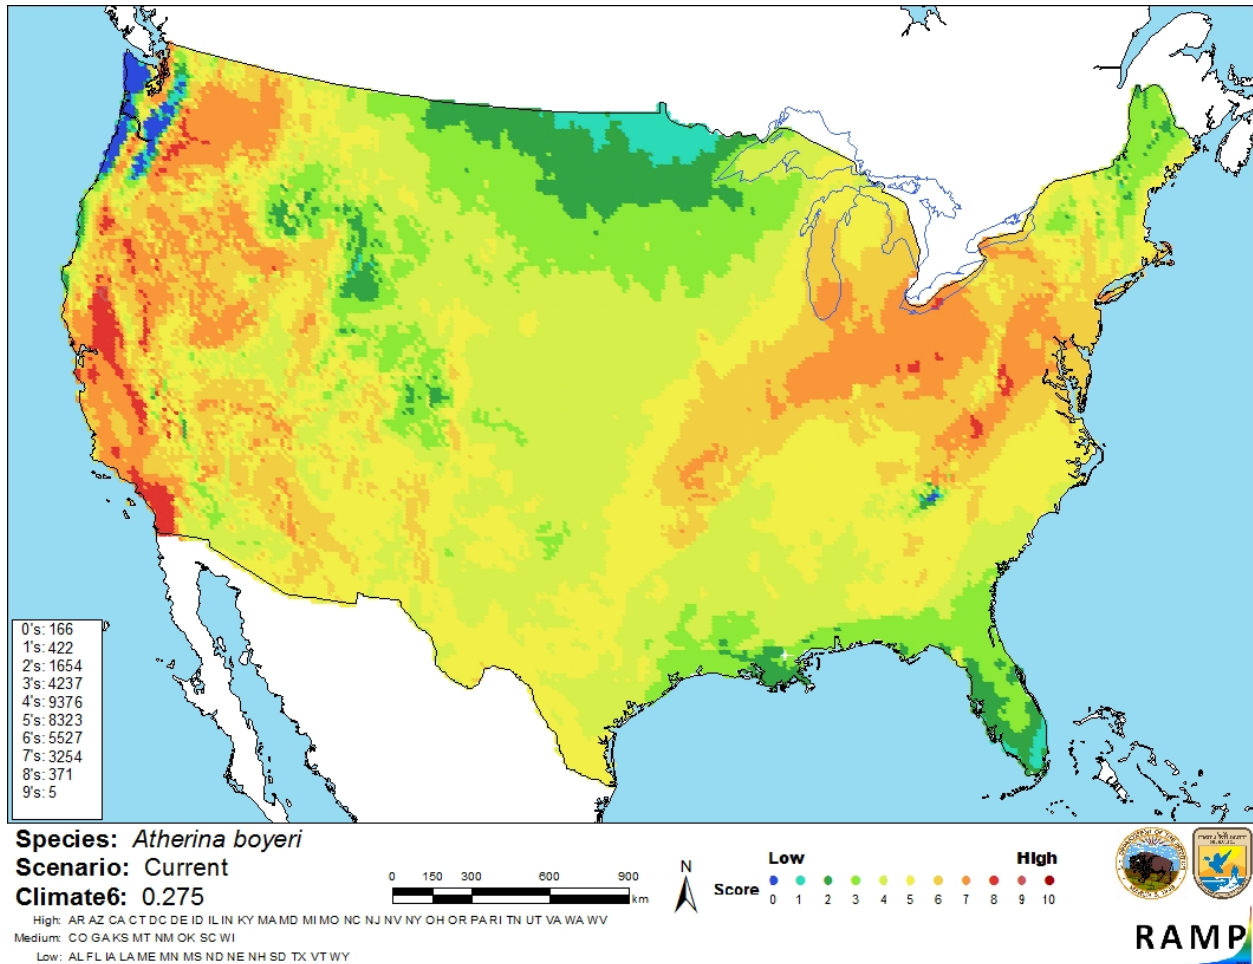 0's: 166
1's: 422
2's: 1654
3's: 4237
4's: 9376
5's: 8323
6's: 5527
7's: 3254
8's: 371
9's: 5
Species: Atherina boyeri
Scenario: Current
Climate6: 0.275
High: AR AZ CA CT DC DE ID IL IN KY MA MD MI MO NC NJ NV NY OH OR PA RI TN UT VA WA WV
Medium: CO GA KS MT NM OK SC WI
Low: AL FL IA LA ME MN MS ND NE NH SD TX VT WY
0 150 300 600 900
km
N
Low High
Score 0 1 2 3 4 5 6 7 8 9 10
RAMP